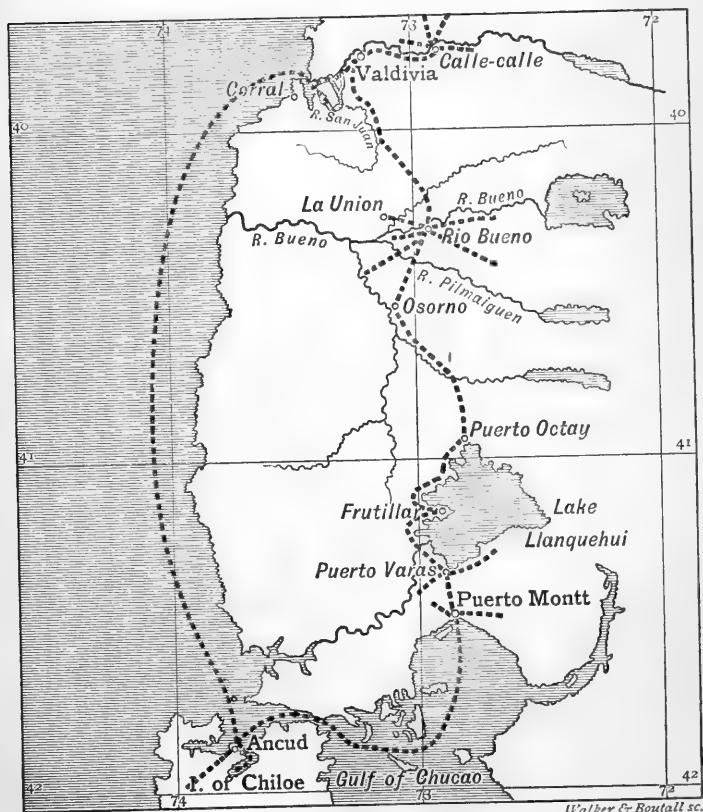 74
73
72
Calle-calle
Valdivia
Corral
R. San Juan
40
40
La Union
R. Bueno
R. Bueno
Rio Bueno
R. Pilmaiguen
Osorno
Puerto Octay
41
41
Frutillar
Lake
Llanquehui
Puerto Varas
Puerto Montt
Ancud
I. of Chiloe
Gulf of Chucao
42
42
74
73
Walker & Boutall sc.